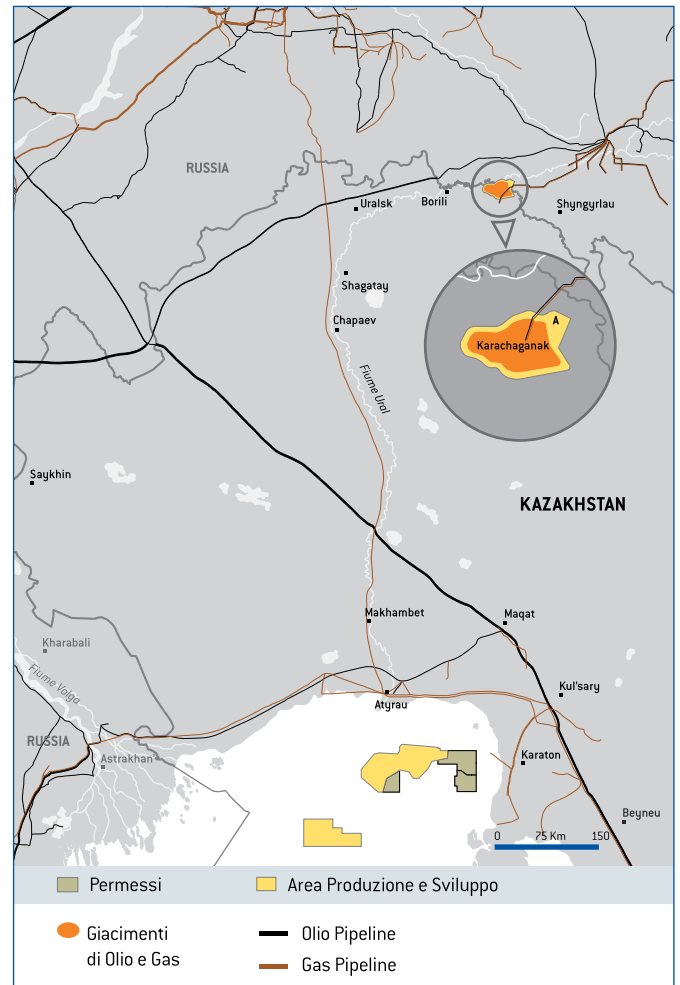 RUSSIA
Uralsk
Borili
Shyngyrlau
Shagatay
A
Chapaev
Karachaganak
Fiume Ural
Saykhin
KAZAKHSTAN
Makhambet
Maqat
Kharabali
Fiume Volga
Kul'sary
Atyrau
RUSSIA
Astrakhan
Karaton
Beyneu
0 75 Km 150
Permessi
Area Produzione e Sviluppo
Giacimenti
di Olio e Gas
Olio Pipeline
Gas Pipeline